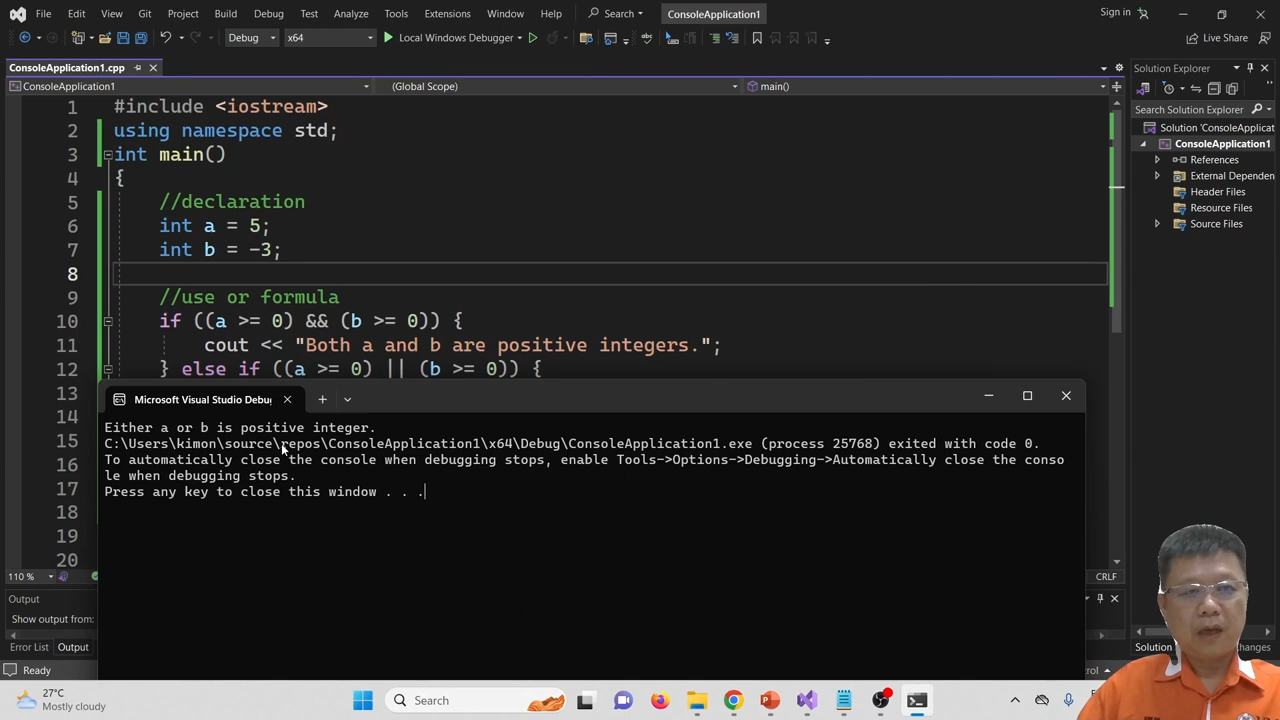 File Edit View Git Project Build Debug Test Analyze Tools Extensions Window Help Search ConsoleApplication1 Sign in
Debug x64 Local Windows Debugger Live Share
ConsoleApplication1.cpp
ConsoleApplication1 (Global Scope) main()
1 #include <iostream>
2 using namespace std;
3 int main()
4 {
5 //declaration
6 int a = 5;
7 int b = -3;
8
9 //use or formula
10 if ((a >= 0) && (b >= 0)) {
11 cout << "Both a and b are positive integers.";
12 } else if ((a >= 0) || (b >= 0)) {
13
14
15
16
17
18
19
20
Solution Explorer
Search Solution Explorer
Solution 'ConsoleApplicat
ConsoleApplication1
References
External Dependen
Header Files
Resource Files
Source Files
Microsoft Visual Studio Debug
Either a or b is positive integer.
C:\Users\kimon\source\repos\ConsoleApplication1\x64\Debug\ConsoleApplication1.exe (process 25768) exited with code 0.
To automatically close the console when debugging stops, enable Tools->Options->Debugging->Automatically close the conso
le when debugging stops.
Press any key to close this window . . .
110 %
CRLF
Output
Show output from:
Error List Output
Solution
Changes
Ready
27°C
Mostly cloudy
Search